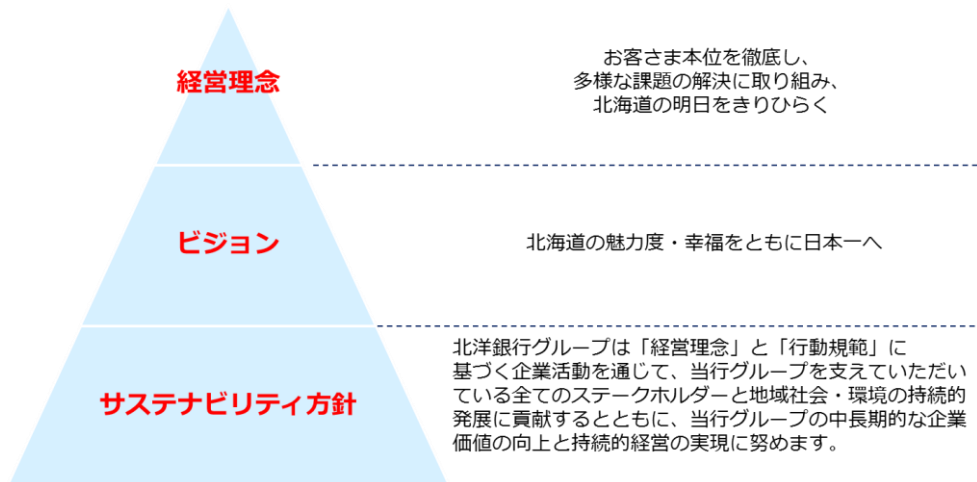 経営理念
お客さま本位を徹底し、
多様な課題の解決に取り組み、
北海道の明日をきりひらく
ビジョン
北海道の魅力度・幸福をともに日本一へ
サステナビリティ方針
北洋銀行グループは「経営理念」と「行動規範」に
基づく企業活動を通じて、当行グループを支えていただい
ている全てのステークホルダーと地域社会・環境の持続的
発展に貢献するとともに、当行グループの中長期的な企業
価値の向上と持続的経営の実現に努めます。